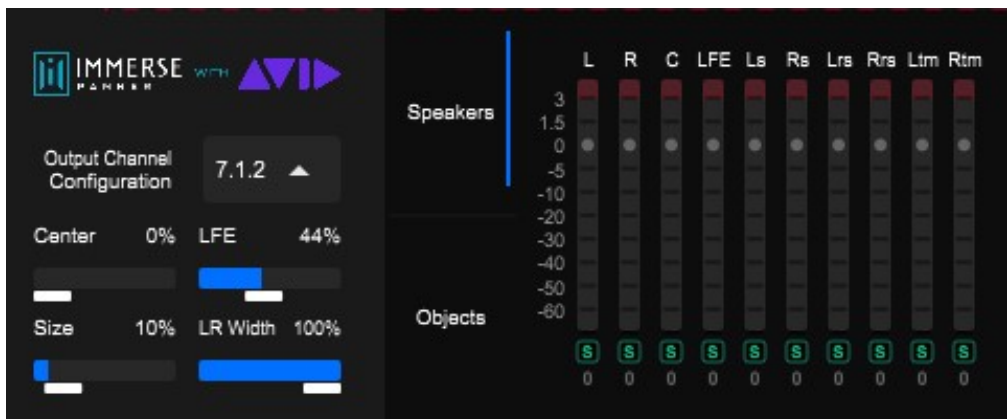 IMMERSE WITH AVID
PANNER
Output Channel
Configuration
7.1.2
Center 0% LFE 44%
Size 10% LR Width 100%
Speakers
Objects
L R C LFE Ls Rs Lrs Rrs Ltm Rtm
3
1.5
0
-5
-10
-20
-30
-40
-50
-60
S S S S S S S S S S
0 0 0 0 0 0 0 0 0 0